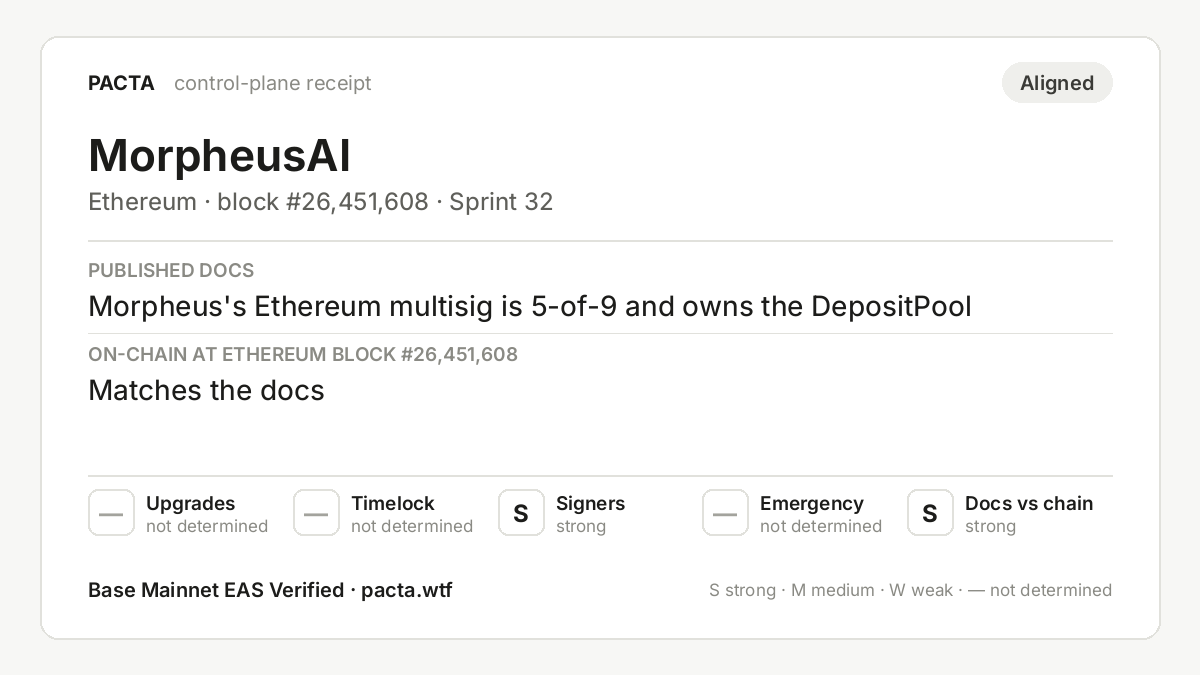 PACTA control-plane receipt
Aligned
MorpheusAI
Ethereum · block #26,451,608 · Sprint 32
PUBLISHED DOCS
Morpheus's Ethereum multisig is 5-of-9 and owns the DepositPool
ON-CHAIN AT ETHEREUM BLOCK #26,451,608
Matches the docs
— Upgrades
not determined
— Timelock
not determined
S Signers
strong
— Emergency
not determined
S Docs vs chain
strong
Base Mainnet EAS Verified · pacta.wtf
S strong · M medium · W weak · — not determined